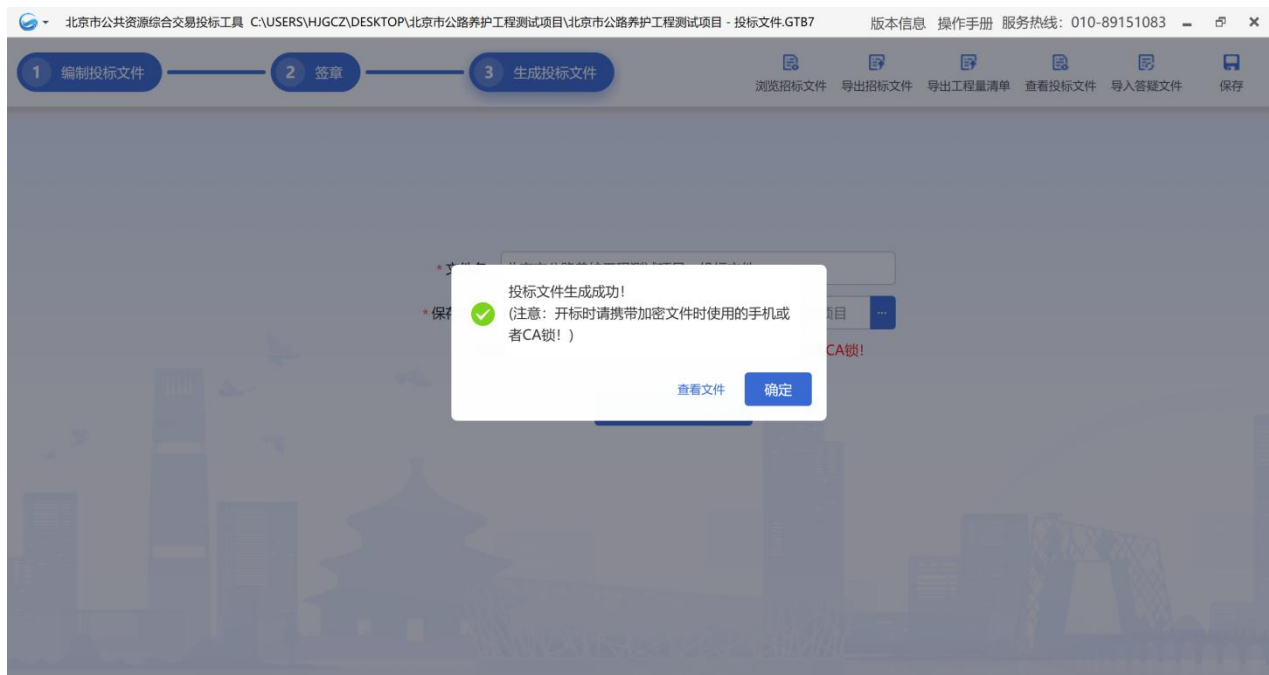 北京市公共资源综合交易投标工具 C:\USERS\HJGCZ\DESKTOP\北京市公路养护工程测试项目\北京市公路养护工程测试项目 - 投标文件.GTB7 版本信息 操作手册 服务热线：010-89151083
1 编制投标文件 2 签章 3 生成投标文件
浏览招标文件 导出招标文件 导出工程量清单 查看投标文件 导入答疑文件 保存
投标文件生成成功！
(注意：开标时请携带加密文件时使用的手机或
者CA锁！)
项目 ...
CA锁！
查看文件 确定